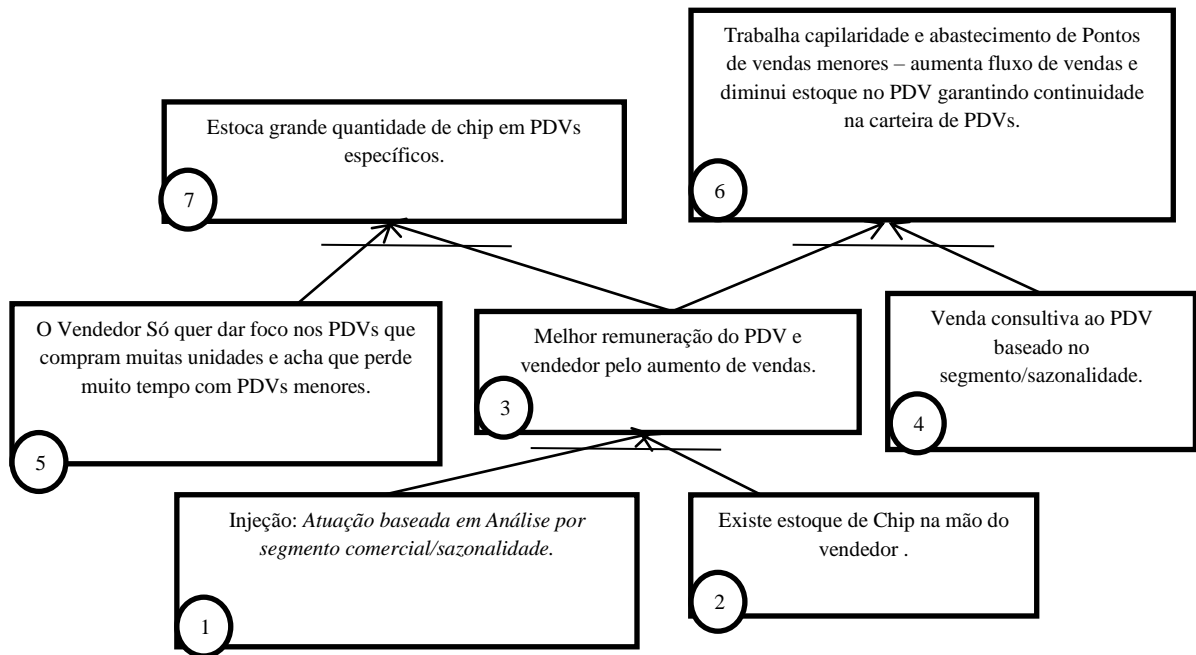 Trabalha capilaridade e abastecimento de Pontos
de vendas menores – aumenta fluxo de vendas e
diminui estoque no PDV garantindo continuidade
na carteira de PDVs.
6
Estoca grande quantidade de chip em PDVs
específicos.
7
O Vendedor Só quer dar foco nos PDVs que
compram muitas unidades e acha que perde
muito tempo com PDVs menores.
5
Melhor remuneração do PDV e
vendedor pelo aumento de vendas.
3
Venda consultiva ao PDV
baseado no
segmento/sazonalidade.
4
Injeção: Atuação baseada em Análise por
segmento comercial/sazonalidade.
1
Existe estoque de Chip na mão do
vendedor .
2